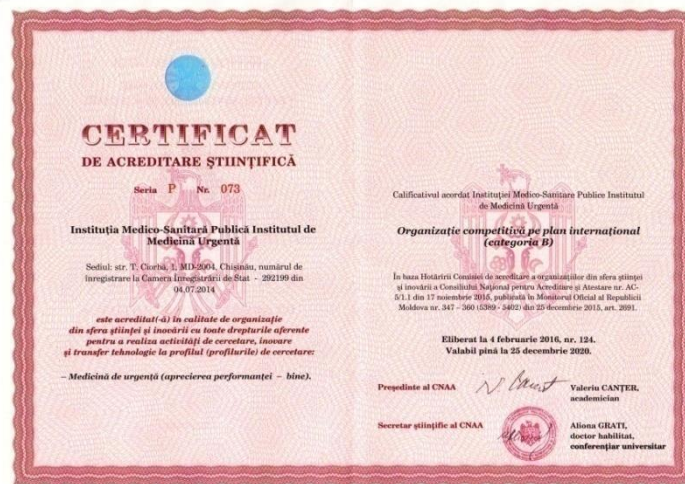 CERTIFICAT
DE ACREDITARE ȘTIINȚIFICĂ
Seria P Nr. 073
Instituția Medico-Sanitară Publică Institutul de
Medicină Urgentă
Sediul: str. T. Ciorbă, 1, MD-2004, Chișinău, numărul de
înregistrare la Camera Înregistrării de Stat - 292199 din
04.07.2014
este acreditat(-ă) în calitate de organizație
din sfera științei și inovării cu toate drepturile aferente
pentru a realiza activități de cercetare, inovare
și transfer tehnologic la profilul (profilurile) de cercetare:
– Medicină de urgență (aprecierea performanței – bine).
Calificativul acordat Instituției Medico-Sanitare Publice Institutul
de Medicină Urgentă
Organizație competitivă pe plan internațional
(categoria B)
În baza Hotărîrii Comisiei de acreditare a organizațiilor din sfera științei
și inovării a Consiliului Național pentru Acreditare și Atestare nr. AC-
5/1.1 din 17 noiembrie 2015, publicată în Monitorul Oficial al Republicii
Moldova nr. 347 - 360 (5389 - 5402) din 25 decembrie 2015, art. 2691.
Eliberat la 4 februarie 2016, nr. 124.
Valabil pînă la 25 decembrie 2020.
Președinte al CNAA
Valeriu CANȚER,
academician
Secretar științific al CNAA
Aliona GRATI,
doctor habilitat,
conferențiar universitar